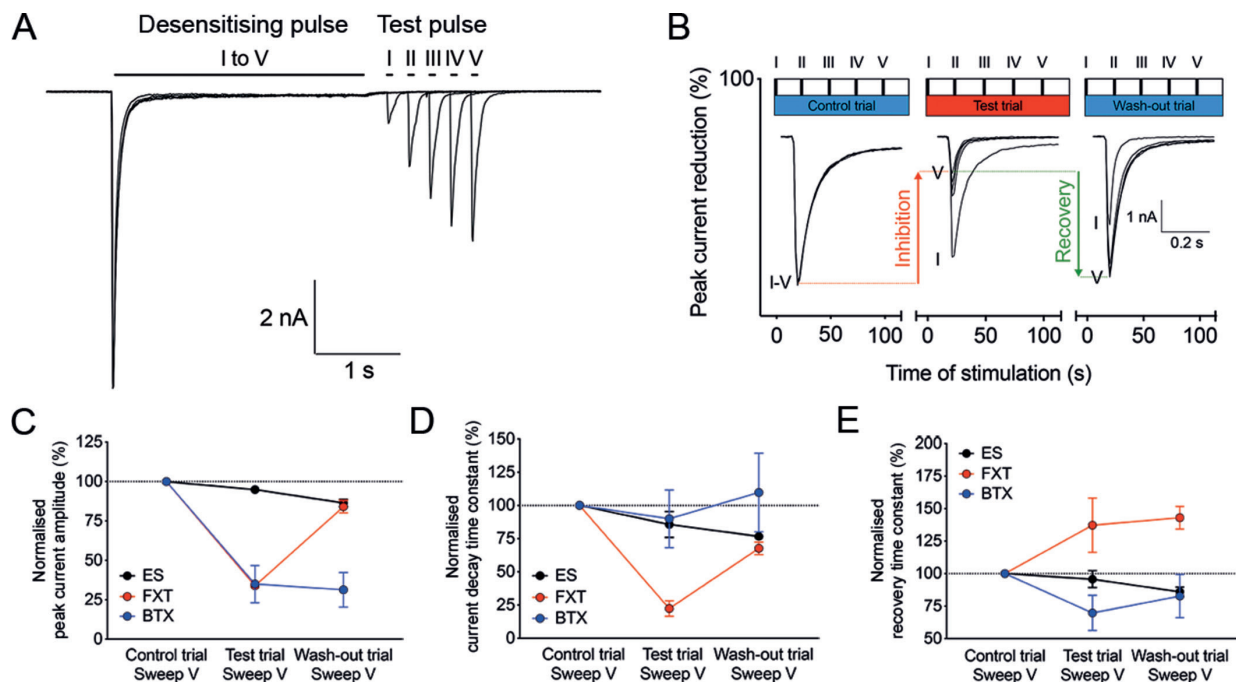 A
Desensitising pulse
Test pulse
I to V
I II III IV V
2 nA
1 s
B
Peak current reduction (%)
100
I II III IV V
Control trial
I II III IV V
Test trial
I II III IV V
Wash-out trial
I-V
Inhibition
V
I
Recovery
I
V
1 nA
0.2 s
0 50 100
0 50 100
0 50 100
Time of stimulation (s)
C
Normalised
peak current amplitude (%)
125
100
75
50
25
0
ES
FXT
BTX
Control trial
Sweep V
Test trial
Sweep V
Wash-out trial
Sweep V
D
Normalised
current decay time constant (%)
150
125
100
75
50
25
0
ES
FXT
BTX
Control trial
Sweep V
Test trial
Sweep V
Wash-out trial
Sweep V
E
Normalised
recovery time constant (%)
200
175
150
125
100
75
50
ES
FXT
BTX
Control trial
Sweep V
Test trial
Sweep V
Wash-out trial
Sweep V